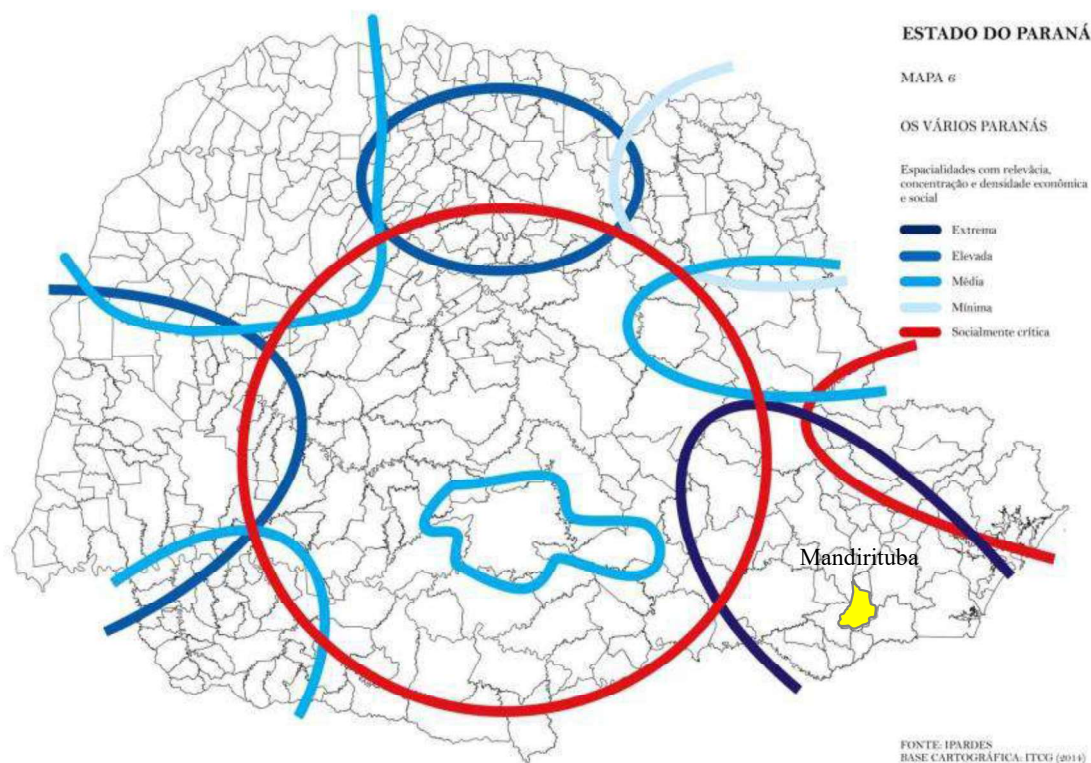 ESTADO DO PARANÁ
MAPA 6
OS VÁRIOS PARANÁS
Espacialidades com relevácia,
concentração e densidade econômica
e social
Extrema
Elevada
Média
Mínima
Socialmente crítica
Mandirituba
FONTE: IPARDES
BASE CARTOGRÁFICA: ITCG (2014)